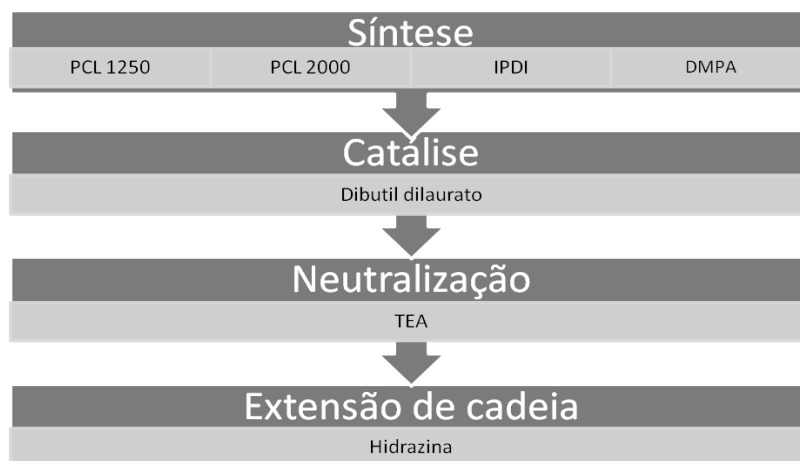 Síntese
PCL 1250 PCL 2000 IPDI DMPA
Catálise
Dibutil dilaurato
Neutralização
TEA
Extensão de cadeia
Hidrazina